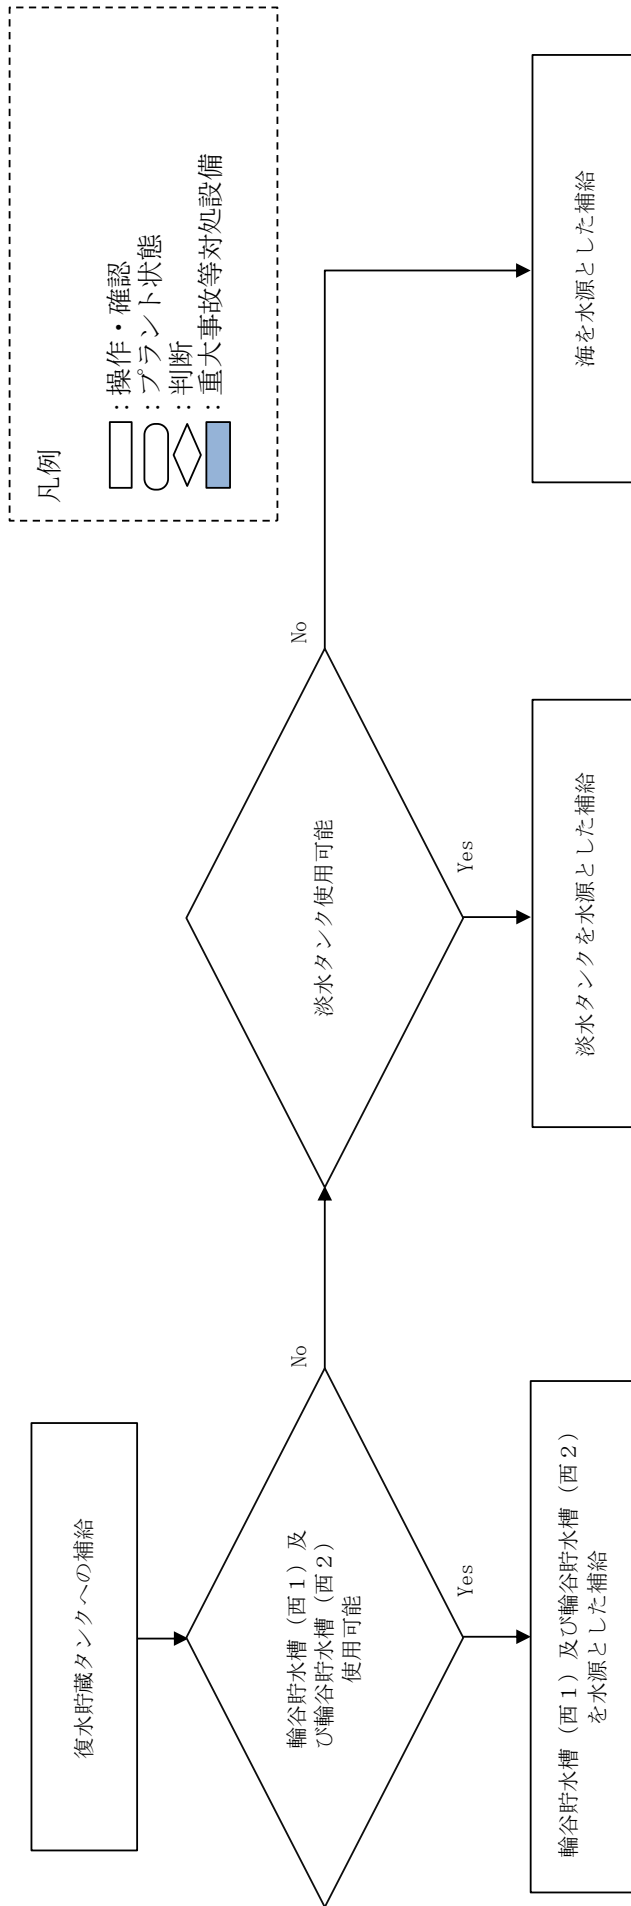 凡例
：操作・確認
：プラント状態
：判断
：重大事故等対処設備
復水貯蔵タンクへの補給
輪谷貯水槽（西１）及
び輪谷貯水槽（西２）
使用可能
No
Yes
輪谷貯水槽（西１）及び輪谷貯水槽（西２）
を水源とした補給
淡水タンク使用可能
No
Yes
淡水タンクを水源とした補給
海を水源とした補給